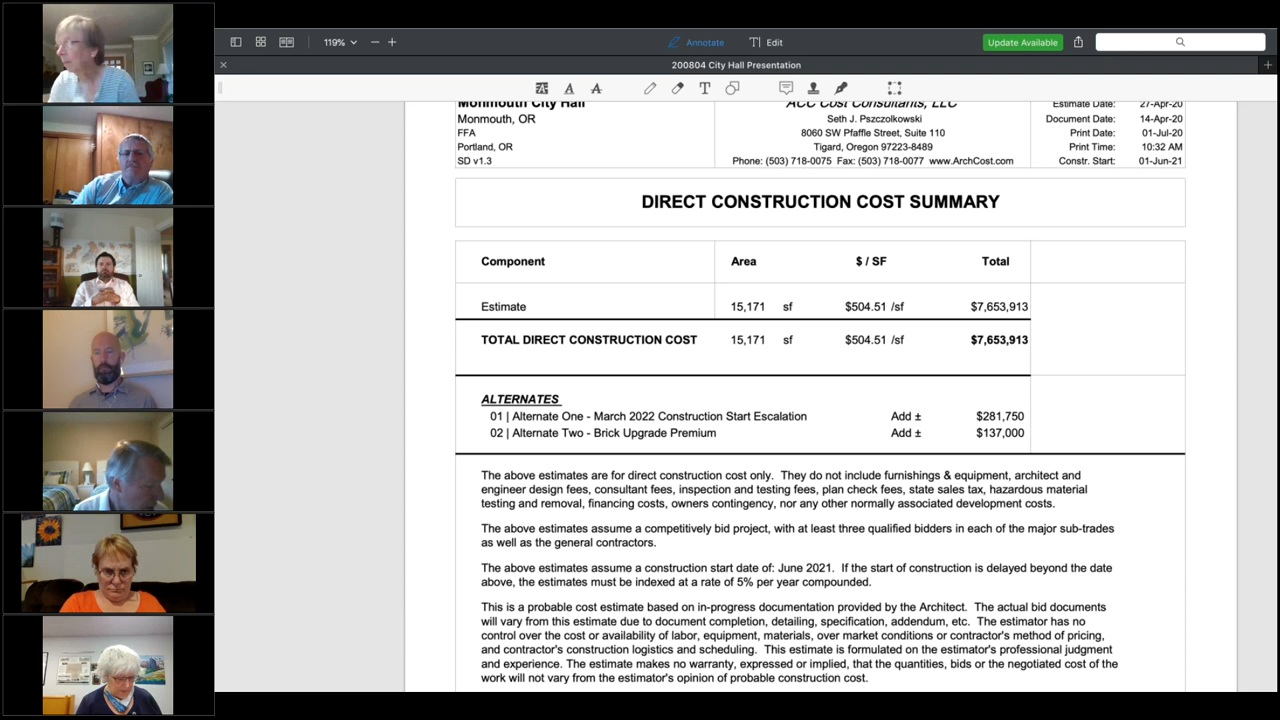 119%
Annotate
Edit
Update Available
200804 City Hall Presentation
Monmouth City Hall
Monmouth, OR
FFA
Portland, OR
SD v1.3
ACC Cost Consultants, LLC
Seth J. Pszczolkowski
8060 SW Pfaffle Street, Suite 110
Tigard, Oregon 97223-8489
Phone: (503) 718-0075 Fax: (503) 718-0077 www.ArchCost.com
Estimate Date: 27-Apr-20
Document Date: 14-Apr-20
Print Date: 01-Jul-20
Print Time: 10:32 AM
Constr. Start: 01-Jun-21
DIRECT CONSTRUCTION COST SUMMARY
Component Area $ / SF Total
Estimate 15,171 sf $504.51 /sf $7,653,913
TOTAL DIRECT CONSTRUCTION COST 15,171 sf $504.51 /sf $7,653,913
ALTERNATES
01 | Alternate One - March 2022 Construction Start Escalation Add ± $281,750
02 | Alternate Two - Brick Upgrade Premium Add ± $137,000
The above estimates are for direct construction cost only. They do not include furnishings & equipment, architect and
engineer design fees, consultant fees, inspection and testing fees, plan check fees, state sales tax, hazardous material
testing and removal, financing costs, owners contingency, nor any other normally associated development costs.
The above estimates assume a competitively bid project, with at least three qualified bidders in each of the major sub-trades
as well as the general contractors.
The above estimates assume a construction start date of: June 2021. If the start of construction is delayed beyond the date
above, the estimates must be indexed at a rate of 5% per year compounded.
This is a probable cost estimate based on in-progress documentation provided by the Architect. The actual bid documents
will vary from this estimate due to document completion, detailing, specification, addendum, etc. The estimator has no
control over the cost or availability of labor, equipment, materials, over market conditions or contractor's method of pricing,
and contractor's construction logistics and scheduling. This estimate is formulated on the estimator's professional judgment
and experience. The estimate makes no warranty, expressed or implied, that the quantities, bids or the negotiated cost of the
work will not vary from the estimator's opinion of probable construction cost.